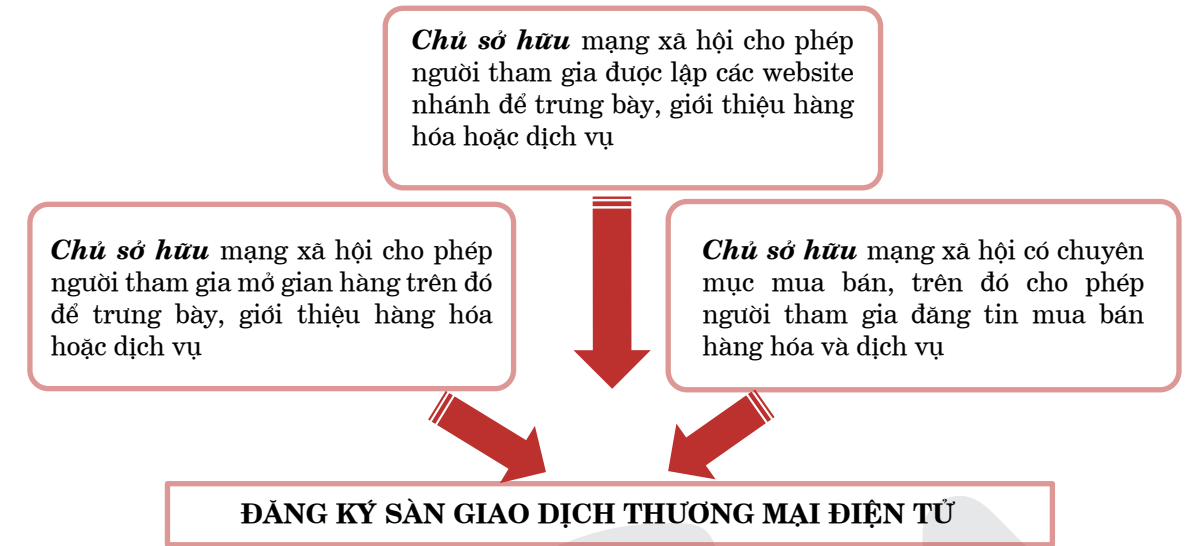 Chủ sở hữu mạng xã hội cho phép
người tham gia được lập các website
nhánh để trưng bày, giới thiệu hàng
hóa hoặc dịch vụ
Chủ sở hữu mạng xã hội cho phép
người tham gia mở gian hàng trên đó
để trưng bày, giới thiệu hàng hóa
hoặc dịch vụ
Chủ sở hữu mạng xã hội có chuyên
mục mua bán, trên đó cho phép
người tham gia đăng tin mua bán
hàng hóa và dịch vụ
ĐĂNG KÝ SÀN GIAO DỊCH THƯƠNG MẠI ĐIỆN TỬ